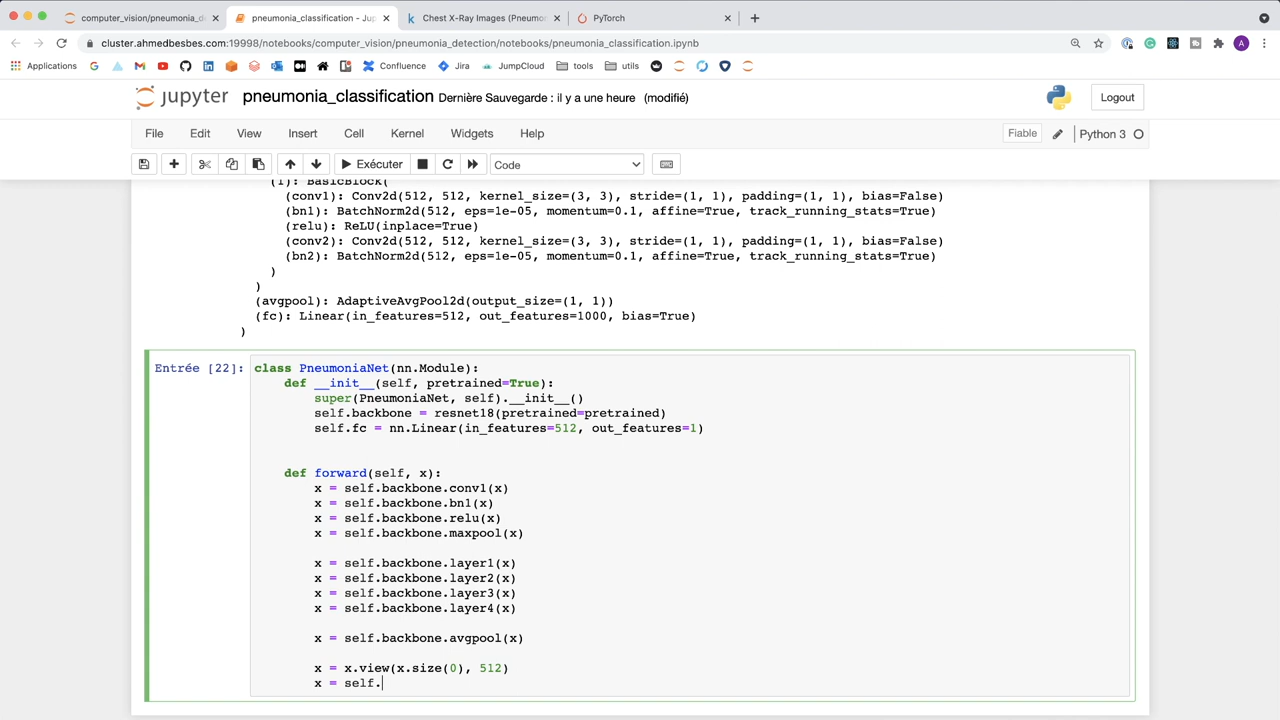 computer_vision/pneumonia_d
pneumonia_classification - Jup
Chest X-Ray Images (Pneumon
PyTorch
cluster.ahmedbesbes.com:19998/notebooks/computer_vision/pneumonia_detection/notebooks/pneumonia_classification.ipynb
A
Applications
Confluence
Jira
JumpCloud
tools
utils
jupyter pneumonia_classification Dernière Sauvegarde : il y a une heure (modifié)
Logout
File Edit View Insert Cell Kernel Widgets Help
Fiable
Python 3
Exécuter
Code
(1): BasicBlock(
(conv1): Conv2d(512, 512, kernel_size=(3, 3), stride=(1, 1), padding=(1, 1), bias=False)
(bn1): BatchNorm2d(512, eps=1e-05, momentum=0.1, affine=True, track_running_stats=True)
(relu): ReLU(inplace=True)
(conv2): Conv2d(512, 512, kernel_size=(3, 3), stride=(1, 1), padding=(1, 1), bias=False)
(bn2): BatchNorm2d(512, eps=1e-05, momentum=0.1, affine=True, track_running_stats=True)
)
)
(avgpool): AdaptiveAvgPool2d(output_size=(1, 1))
(fc): Linear(in_features=512, out_features=1000, bias=True)
)
Entrée [22]: class PneumoniaNet(nn.Module):
def __init__(self, pretrained=True):
super(PneumoniaNet, self).__init__()
self.backbone = resnet18(pretrained=pretrained)
self.fc = nn.Linear(in_features=512, out_features=1)
def forward(self, x):
x = self.backbone.conv1(x)
x = self.backbone.bn1(x)
x = self.backbone.relu(x)
x = self.backbone.maxpool(x)
x = self.backbone.layer1(x)
x = self.backbone.layer2(x)
x = self.backbone.layer3(x)
x = self.backbone.layer4(x)
x = self.backbone.avgpool(x)
x = x.view(x.size(0), 512)
x = self.